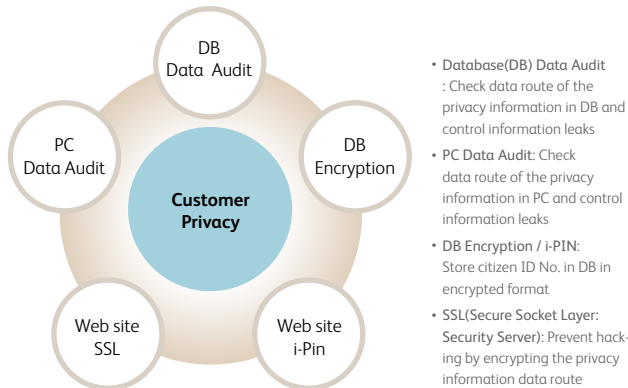 DB
Data Audit
PC
Data Audit
DB
Encryption
Customer
Privacy
Web site
SSL
Web site
i-Pin
• Database(DB) Data Audit
: Check data route of the
privacy information in DB and
control information leaks
• PC Data Audit: Check
data route of the privacy
information in PC and control
information leaks
• DB Encryption / i-PIN:
Store citizen ID No. in DB in
encrypted format
• SSL(Secure Socket Layer:
Security Server): Prevent hack-
ing by encrypting the privacy
information data route